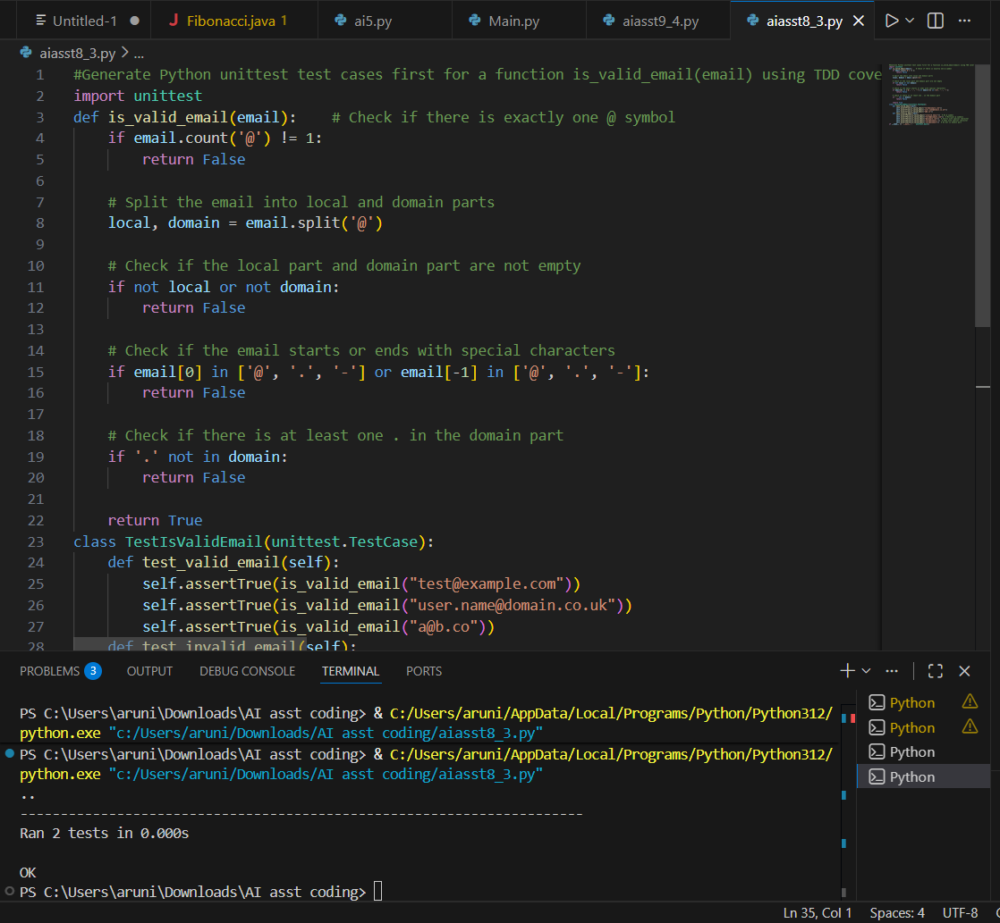 Untitled-1
Fibonacci.java 1
ai5.py
Main.py
aiasst9_4.py
aiasst8_3.py
aiasst8_3.py > ...
1 #Generate Python unittest test cases first for a function is_valid_email(email) using TDD cove
2 import unittest
3 def is_valid_email(email):    # Check if there is exactly one @ symbol
4     if email.count('@') != 1:
5         return False
6
7     # Split the email into local and domain parts
8     local, domain = email.split('@')
9
10     # Check if the local part and domain part are not empty
11     if not local or not domain:
12         return False
13
14     # Check if the email starts or ends with special characters
15     if email[0] in ['@', '.', '-'] or email[-1] in ['@', '.', '-']:
16         return False
17
18     # Check if there is at least one . in the domain part
19     if '.' not in domain:
20         return False
21
22     return True
23 class TestIsValidEmail(unittest.TestCase):
24     def test_valid_email(self):
25         self.assertTrue(is_valid_email("test@example.com"))
26         self.assertTrue(is_valid_email("user.name@domain.co.uk"))
27         self.assertTrue(is_valid_email("a@b.co"))
28     def test_invalid_email(self):
PROBLEMS 3 OUTPUT DEBUG CONSOLE TERMINAL PORTS
PS C:\Users\aruni\Downloads\AI asst coding> & C:/Users/aruni/AppData/Local/Programs/Python/Python312/
python.exe "c:/Users/aruni/Downloads/AI asst coding/aiasst8_3.py"
PS C:\Users\aruni\Downloads\AI asst coding> & C:/Users/aruni/AppData/Local/Programs/Python/Python312/
python.exe "c:/Users/aruni/Downloads/AI asst coding/aiasst8_3.py"
..
----------------------------------------------------------------------
Ran 2 tests in 0.000s

OK
PS C:\Users\aruni\Downloads\AI asst coding>
Python
Python
Python
Python
Ln 35, Col 1 Spaces: 4 UTF-8